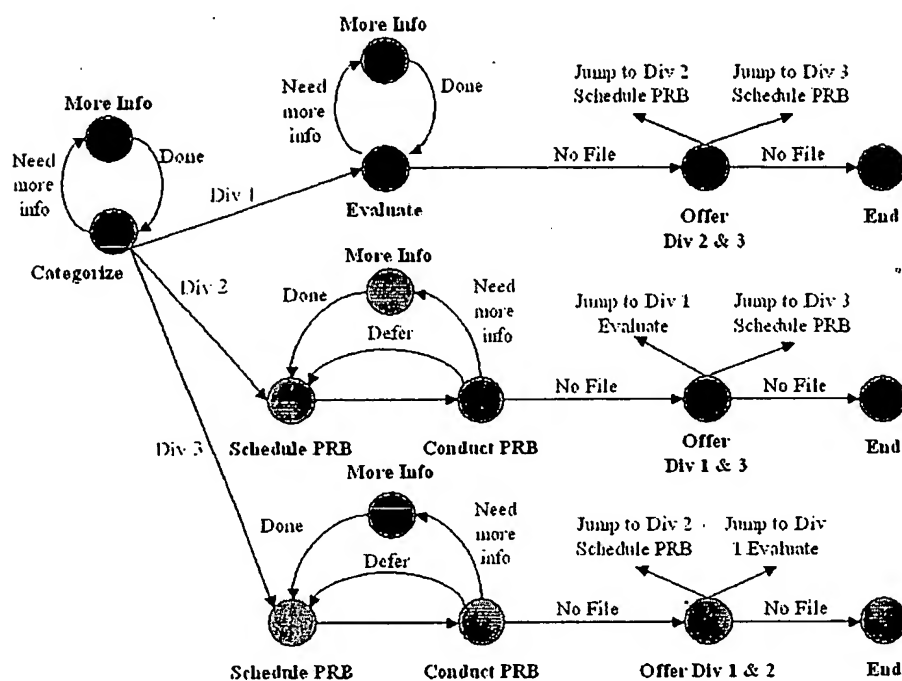 More Info
Need
more
info
Done
Categorize
Div 1
Div 2
Div 3
More Info
Need
more
info
Done
Evaluate
No File
Jump to Div 2
Schedule PRB
Jump to Div 3
Schedule PRB
Offer
Div 2 & 3
No File
End
More Info
Done
Need
more
info
Defer
Schedule PRB
Conduct PRB
No File
Jump to Div 1
Evaluate
Jump to Div 3
Schedule PRB
Offer
Div 1 & 3
No File
End
More Info
Done
Need
more
info
Defer
Schedule PRB
Conduct PRB
No File
Jump to Div 2
Schedule PRB
Jump to Div
1 Evaluate
Offer Div 1 & 2
No File
End